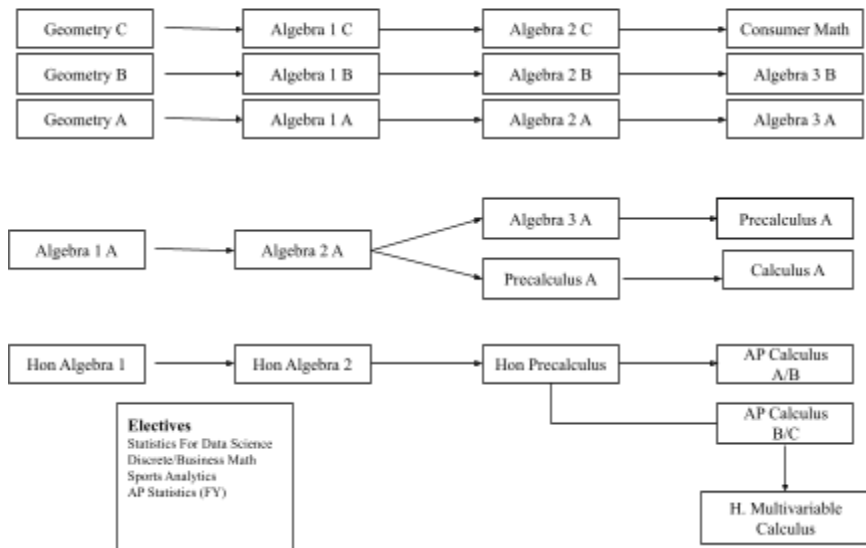 Geometry C
Algebra 1 C
Algebra 2 C
Consumer Math
Geometry B
Algebra 1 B
Algebra 2 B
Algebra 3 B
Geometry A
Algebra 1 A
Algebra 2 A
Algebra 3 A
Algebra 1 A
Algebra 2 A
Algebra 3 A
Precalculus A
Precalculus A
Calculus A
Hon Algebra 1
Hon Algebra 2
Hon Precalculus
AP Calculus
A/B
AP Calculus
B/C
H. Multivariable
Calculus
Electives
Statistics For Data Science
Discrete/Business Math
Sports Analytics
AP Statistics (FY)